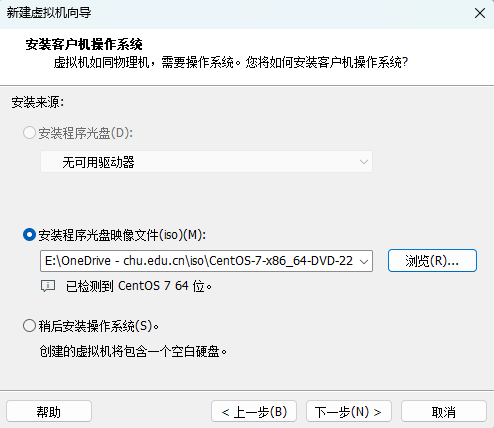 新建虚拟机向导
安装客户机操作系统
虚拟机如同物理机，需要操作系统。您将如何安装客户机操作系统?
安装来源:
安装程序光盘(D):
无可用驱动器
安装程序光盘映像文件(iso)(M):
E:\OneDrive - chu.edu.cn\iso\CentOS-7-x86_64-DVD-22
浏览(R)...
已检测到 CentOS 7 64 位。
稍后安装操作系统(S)。
创建的虚拟机将包含一个空白硬盘。
帮助
< 上一步(B)
下一步(N) >
取消